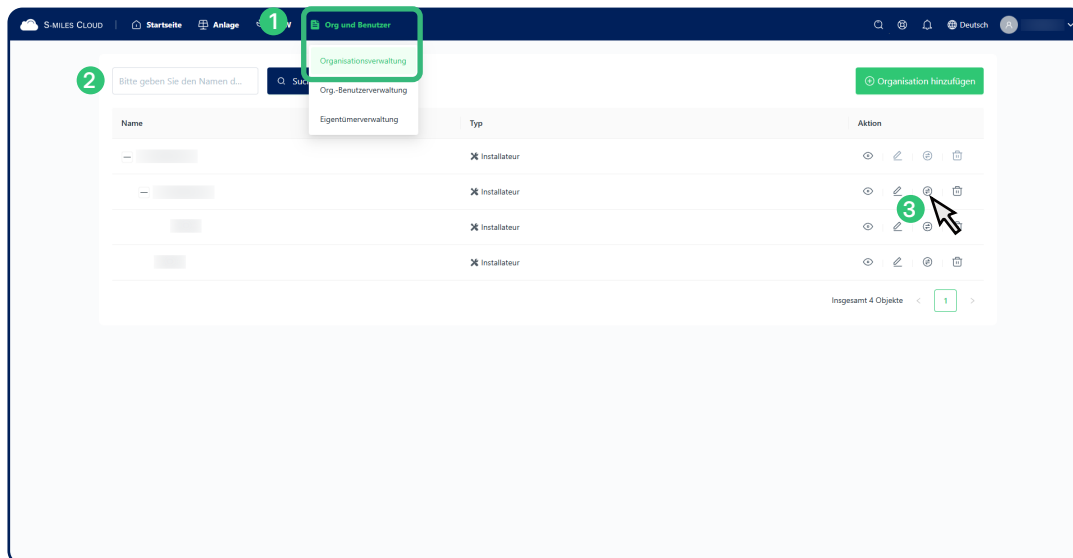 S-MILES CLOUD Startseite Anlage W Org und Benutzer Deutsch
1
Organisationsverwaltung
2 Bitte geben Sie den Namen d... Suc Organisation hinzufügen
Org.-Benutzerverwaltung
Eigentümerverwaltung
Name Typ Aktion
Installateur
Installateur
3
Installateur
Installateur
Insgesamt 4 Objekte < 1 >